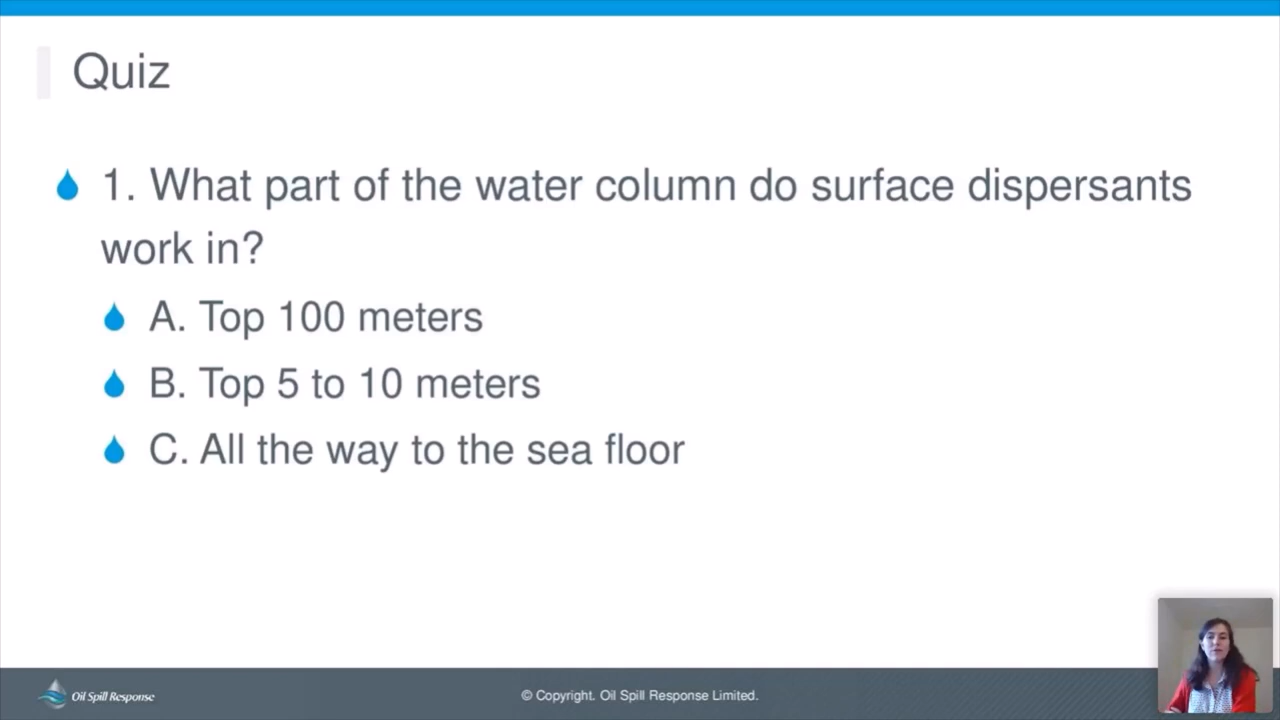 Quiz
1. What part of the water column do surface dispersants
work in?
A. Top 100 meters
B. Top 5 to 10 meters
C. All the way to the sea floor
Oil Spill Response
© Copyright. Oil Spill Response Limited.